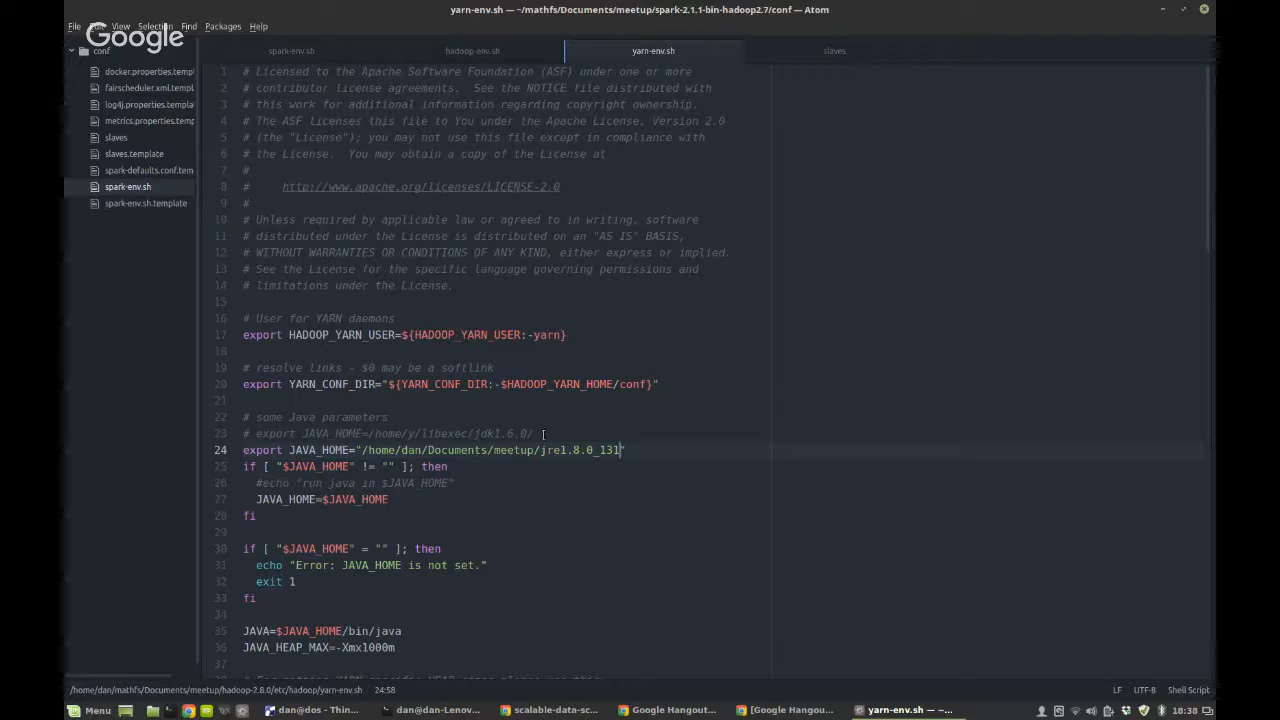 yarn-env.sh — ~/mathfs/Documents/meetup/spark-2.1.1-bin-hadoop2.7/conf — Atom
File Edit View Selection Find Packages Help
Google
conf
docker.properties.templ
fairscheduler.xml.templ
log4j.properties.templa
metrics.properties.temp
slaves
slaves.template
spark-defaults.conf.tem
spark-env.sh
spark-env.sh.template
spark-env.sh hadoop-env.sh yarn-env.sh slaves
1 # Licensed to the Apache Software Foundation (ASF) under one or more
2 # contributor license agreements.  See the NOTICE file distributed with
3 # this work for additional information regarding copyright ownership.
4 # The ASF licenses this file to You under the Apache License, Version 2.0
5 # (the "License"); you may not use this file except in compliance with
6 # the License.  You may obtain a copy of the License at
7 #
8 #     http://www.apache.org/licenses/LICENSE-2.0
9 #
10 # Unless required by applicable law or agreed to in writing, software
11 # distributed under the License is distributed on an "AS IS" BASIS,
12 # WITHOUT WARRANTIES OR CONDITIONS OF ANY KIND, either express or implied.
13 # See the License for the specific language governing permissions and
14 # limitations under the License.
15
16 # User for YARN daemons
17 export HADOOP_YARN_USER=${HADOOP_YARN_USER:-yarn}
18
19 # resolve links - $0 may be a softlink
20 export YARN_CONF_DIR="${YARN_CONF_DIR:-$HADOOP_YARN_HOME/conf}"
21
22 # some Java parameters
23 # export JAVA_HOME=/home/y/libexec/jdk1.6.0/
24 export JAVA_HOME="/home/dan/Documents/meetup/jre1.8.0_131"
25 if [ "$JAVA_HOME" != "" ]; then
26   #echo "run java in $JAVA_HOME"
27   JAVA_HOME=$JAVA_HOME
28 fi
29
30 if [ "$JAVA_HOME" = "" ]; then
31   echo "Error: JAVA_HOME is not set."
32   exit 1
33 fi
34
35 JAVA=$JAVA_HOME/bin/java
36 JAVA_HEAP_MAX=-Xmx1000m
37
/home/dan/mathfs/Documents/meetup/hadoop-2.8.0/etc/hadoop/yarn-env.sh 24:58 LF UTF-8 Shell Script
Menu dan@dos - Thin... dan@dan-Lenov... scalable-data-sc... Google Hangout... [Google Hangou... yarn-env.sh — ~... 18:38